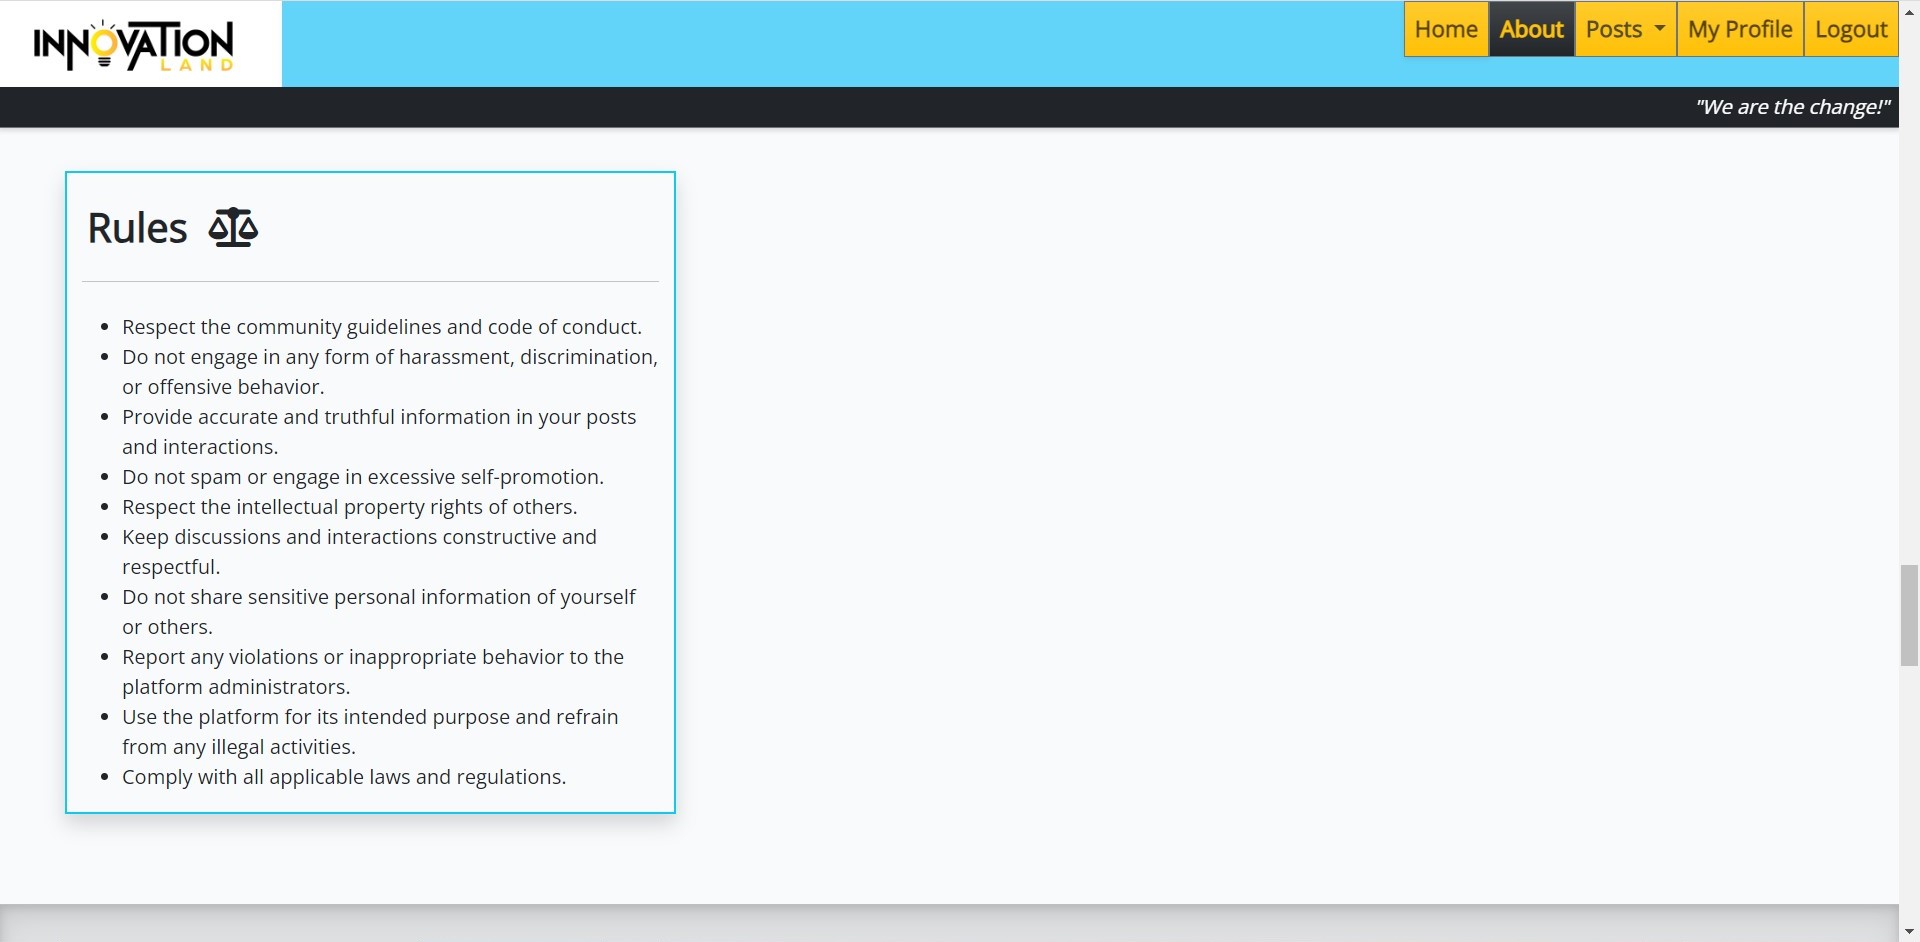 INNOVATION
LAND
Home
About
Posts
My Profile
Logout
"We are the change!"
Rules
Respect the community guidelines and code of conduct.
Do not engage in any form of harassment, discrimination,
or offensive behavior.
Provide accurate and truthful information in your posts
and interactions.
Do not spam or engage in excessive self-promotion.
Respect the intellectual property rights of others.
Keep discussions and interactions constructive and
respectful.
Do not share sensitive personal information of yourself
or others.
Report any violations or inappropriate behavior to the
platform administrators.
Use the platform for its intended purpose and refrain
from any illegal activities.
Comply with all applicable laws and regulations.